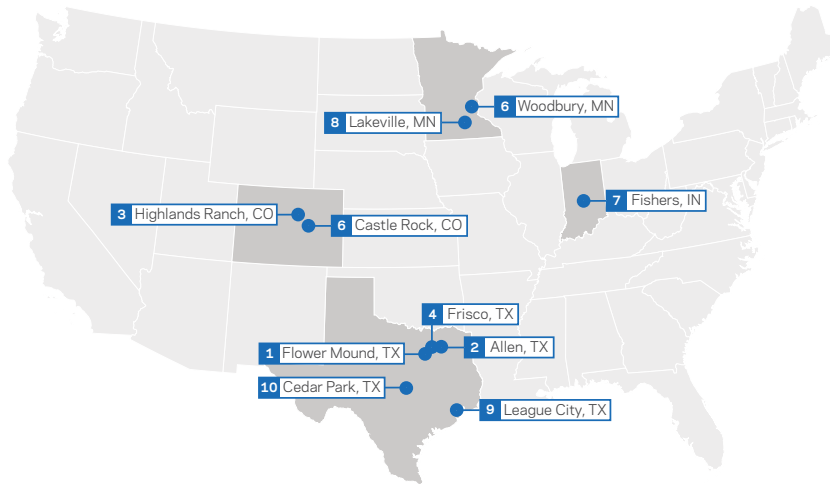 6 Woodbury, MN
8 Lakeville, MN
7 Fishers, IN
3 Highlands Ranch, CO
6 Castle Rock, CO
4 Frisco, TX
1 Flower Mound, TX
2 Allen, TX
10 Cedar Park, TX
9 League City, TX